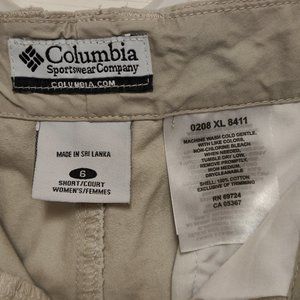 Columbia
Sportswear Company
COLUMBIA.COM
MADE IN SRI LANKA
6
SHORT/COURT
WOMEN'S/FEMMES
0208 XL 8411
MACHINE WASH COLD GENTLE,
WITH LIKE COLORS,
NON-CHLORINE BLEACH
WHEN NEEDED,
TUMBLE DRY LOW,
REMOVE PROMPTLY,
IRON MEDIUM,
DRYCLEANABLE
SHELL: 100% COTTON
EXCLUSIVE OF TRIMMING
RN 69724
CA 05367